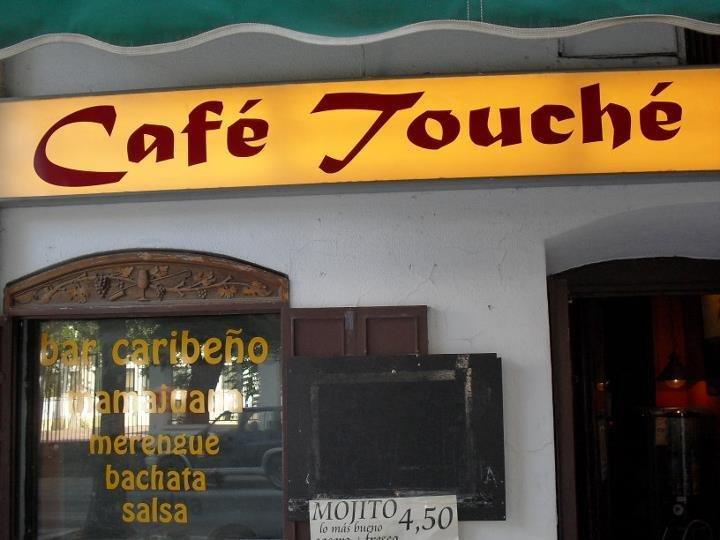 Café Touché
bar caribeño
mamajuana
merengue
bachata
salsa
MOJITO 4,50
lo más bueno